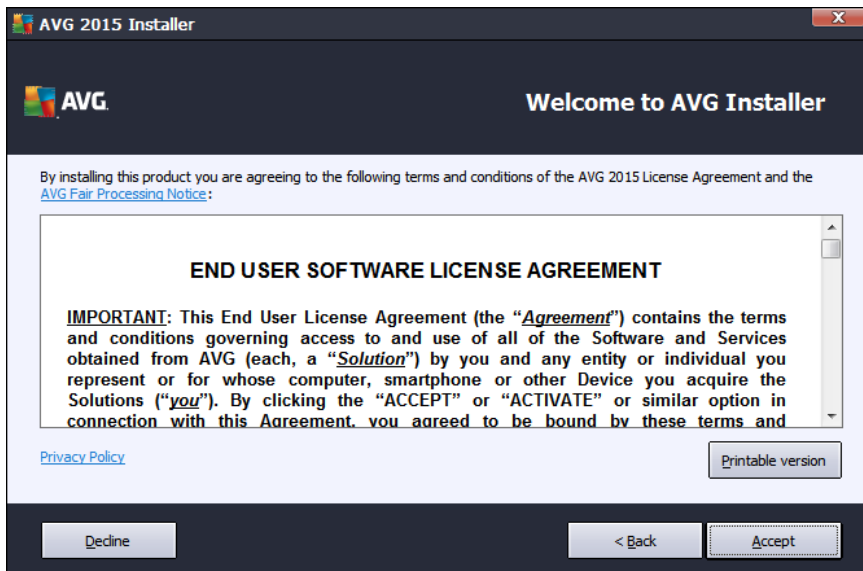 AVG 2015 Installer
AVG.
Welcome to AVG Installer
By installing this product you are agreeing to the following terms and conditions of the AVG 2015 License Agreement and the
AVG Fair Processing Notice:
END USER SOFTWARE LICENSE AGREEMENT
IMPORTANT: This End User License Agreement (the “Agreement”) contains the terms
and conditions governing access to and use of all of the Software and Services
obtained from AVG (each, a “Solution”) by you and any entity or individual you
represent or for whose computer, smartphone or other Device you acquire the
Solutions (“you”). By clicking the “ACCEPT” or “ACTIVATE” or similar option in
connection with this Agreement, you agreed to be bound by these terms and
Privacy Policy
Printable version
Decline
< Back
Accept